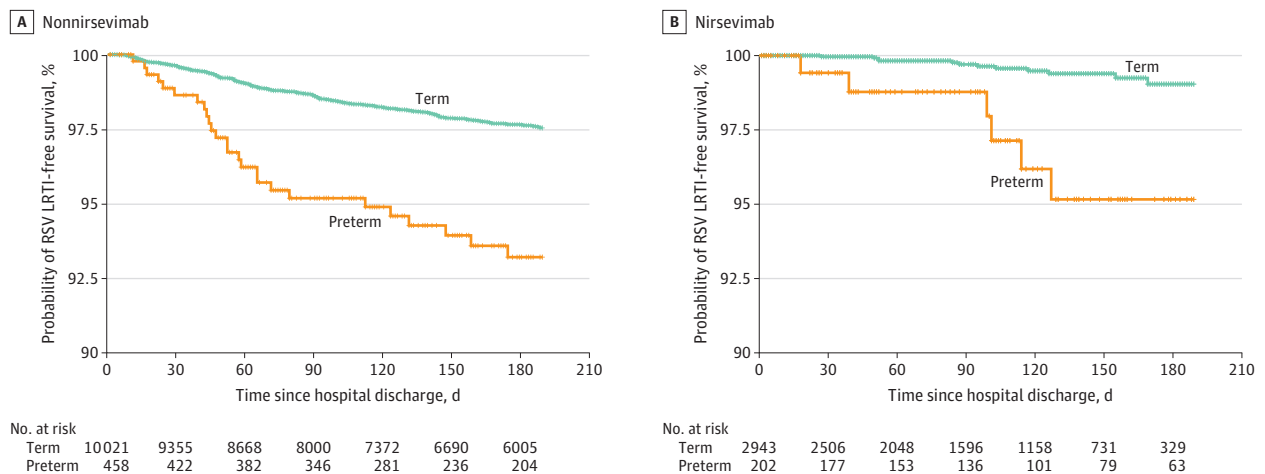 A Nonnirsevimab
Probability of RSV LRTI-free survival, %
100
97.5
95
92.5
90
Term
Preterm
0 30 60 90 120 150 180 210
Time since hospital discharge, d
No. at risk
Term 10021 9355 8668 8000 7372 6690 6005
Preterm 458 422 382 346 281 236 204
B Nirsevimab
Probability of RSV LRTI-free survival, %
100
97.5
95
92.5
90
Term
Preterm
0 30 60 90 120 150 180 210
Time since hospital discharge, d
No. at risk
Term 2943 2506 2048 1596 1158 731 329
Preterm 202 177 153 136 101 79 63